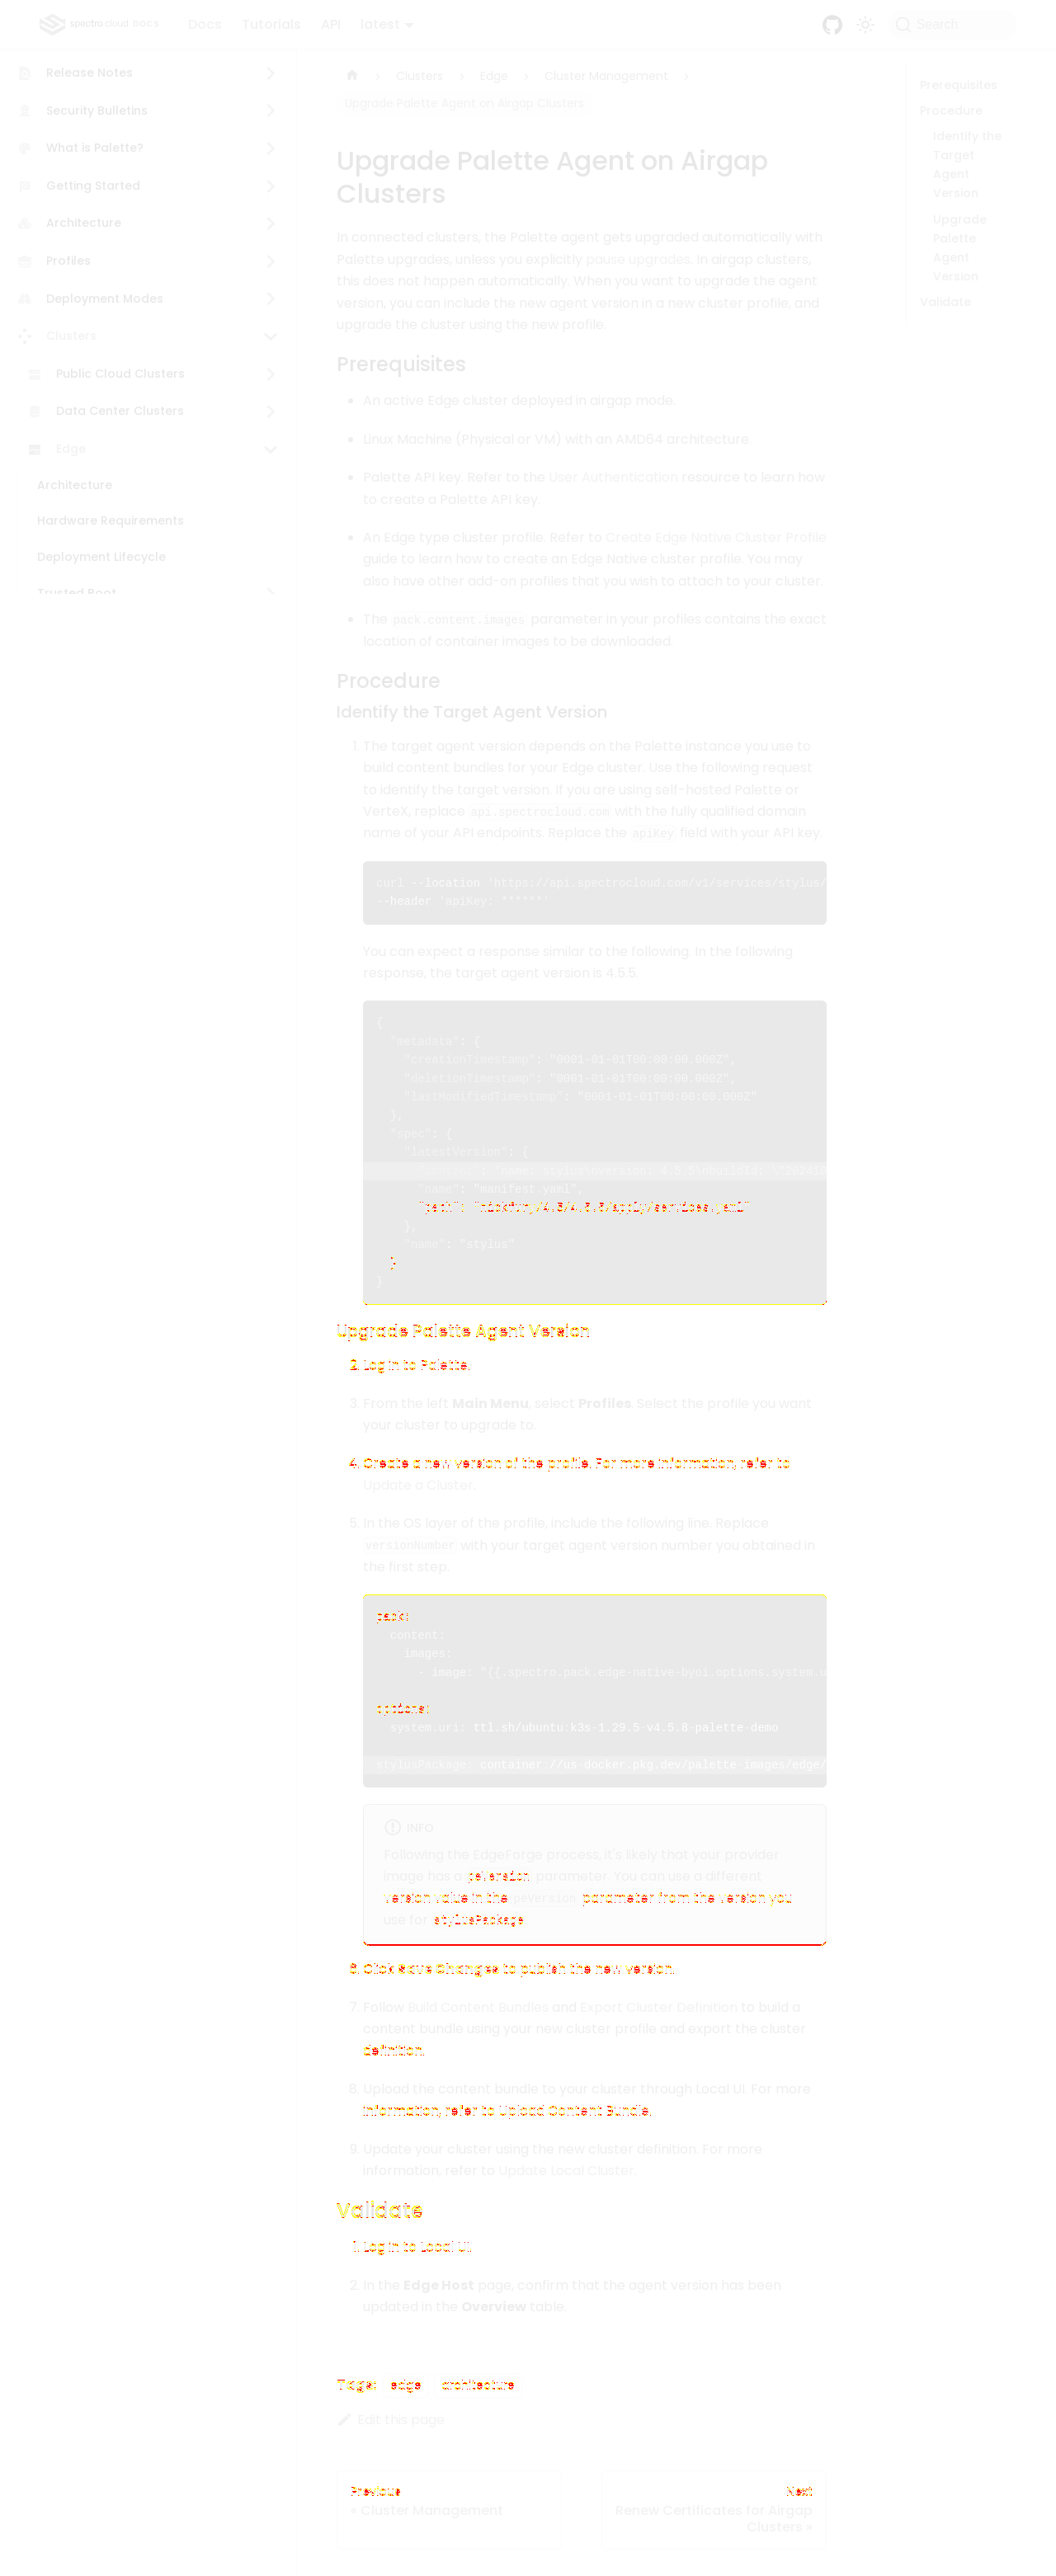 spectro cloud DOCS Docs Tutorials API latest Search
Release Notes
Security Bulletins
What is Palette?
Getting Started
Architecture
Profiles
Deployment Modes
Clusters
Public Cloud Clusters
Data Center Clusters
Edge
Architecture
Hardware Requirements
Deployment Lifecycle
Trusted Boot
Clusters Edge Cluster Management
Upgrade Palette Agent on Airgap Clusters
Upgrade Palette Agent on Airgap
Clusters
In connected clusters, the Palette agent gets upgraded automatically with
Palette upgrades, unless you explicitly pause upgrades. In airgap clusters,
this does not happen automatically. When you want to upgrade the agent
version, you can include the new agent version in a new cluster profile, and
upgrade the cluster using the new profile.
Prerequisites
An active Edge cluster deployed in airgap mode.
Linux Machine (Physical or VM) with an AMD64 architecture.
Palette API key. Refer to the User Authentication resource to learn how
to create a Palette API key.
An Edge type cluster profile. Refer to Create Edge Native Cluster Profile
guide to learn how to create an Edge Native cluster profile. You may
also have other add-on profiles that you wish to attach to your cluster.
The pack.content.images parameter in your profiles contains the exact
location of container images to be downloaded.
Procedure
Identify the Target Agent Version
1. The target agent version depends on the Palette instance you use to
build content bundles for your Edge cluster. Use the following request
to identify the target version. If you are using self-hosted Palette or
VerteX, replace api.spectrocloud.com with the fully qualified domain
name of your API endpoints. Replace the apiKey field with your API key.
curl --location 'https://api.spectrocloud.com/v1/services/stylus/
--header 'apiKey: ******'
You can expect a response similar to the following. In the following
response, the target agent version is 4.5.5.
{
"metadata": {
"creationTimestamp": "0001-01-01T00:00:00.000Z",
"deletionTimestamp": "0001-01-01T00:00:00.000Z",
"lastModifiedTimestamp": "0001-01-01T00:00:00.000Z"
},
"spec": {
"latestVersion": {
"content": "name: stylus\nversion: 4.5.5\nbuildId: \"20241
"name": "manifest.yaml",
},
"name": "stylus"
}
}
Upgrade Palette Agent Version
2. Log in to Palette.
3. From the left Main Menu, select Profiles. Select the profile you want
your cluster to upgrade to.
4. Create a new version of the profile. For more information, refer to
Update a Cluster.
5. In the OS layer of the profile, include the following line. Replace
versionNumber with your target agent version number you obtained in
the first step.
pack:
content:
images:
- image: "{{.spectro.pack.edge-native-byoi.options.system.u
options:
system.uri: ttl.sh/ubuntu:k3s-1.29.5-v4.5.8-palette-demo
stylusPackage: container://us-docker.pkg.dev/palette-images/edge/
INFO
Following the EdgeForge process, it's likely that your provider
image has a peVersion parameter. You can use a different
version value in the peVersion parameter from the version you
use for stylusPackage
6. Click Save Changes to publish the new version.
7. Follow Build Content Bundles and Export Cluster Definition to build a
content bundle using your new cluster profile and export the cluster
definition.
8. Upload the content bundle to your cluster through Local UI. For more
information, refer to Upload Content Bundle.
9. Update your cluster using the new cluster definition. For more
information, refer to Update Local Cluster.
Validate
1. Log in to Local UI.
2. In the Edge Host page, confirm that the agent version has been
updated in the Overview table.
Tags: edge architecture
Edit this page
Previous
« Cluster Management
Next
Renew Certificates for Airgap
Clusters »
Prerequisites
Procedure
Identify the
Target
Agent
Version
Upgrade
Palette
Agent
Version
Validate